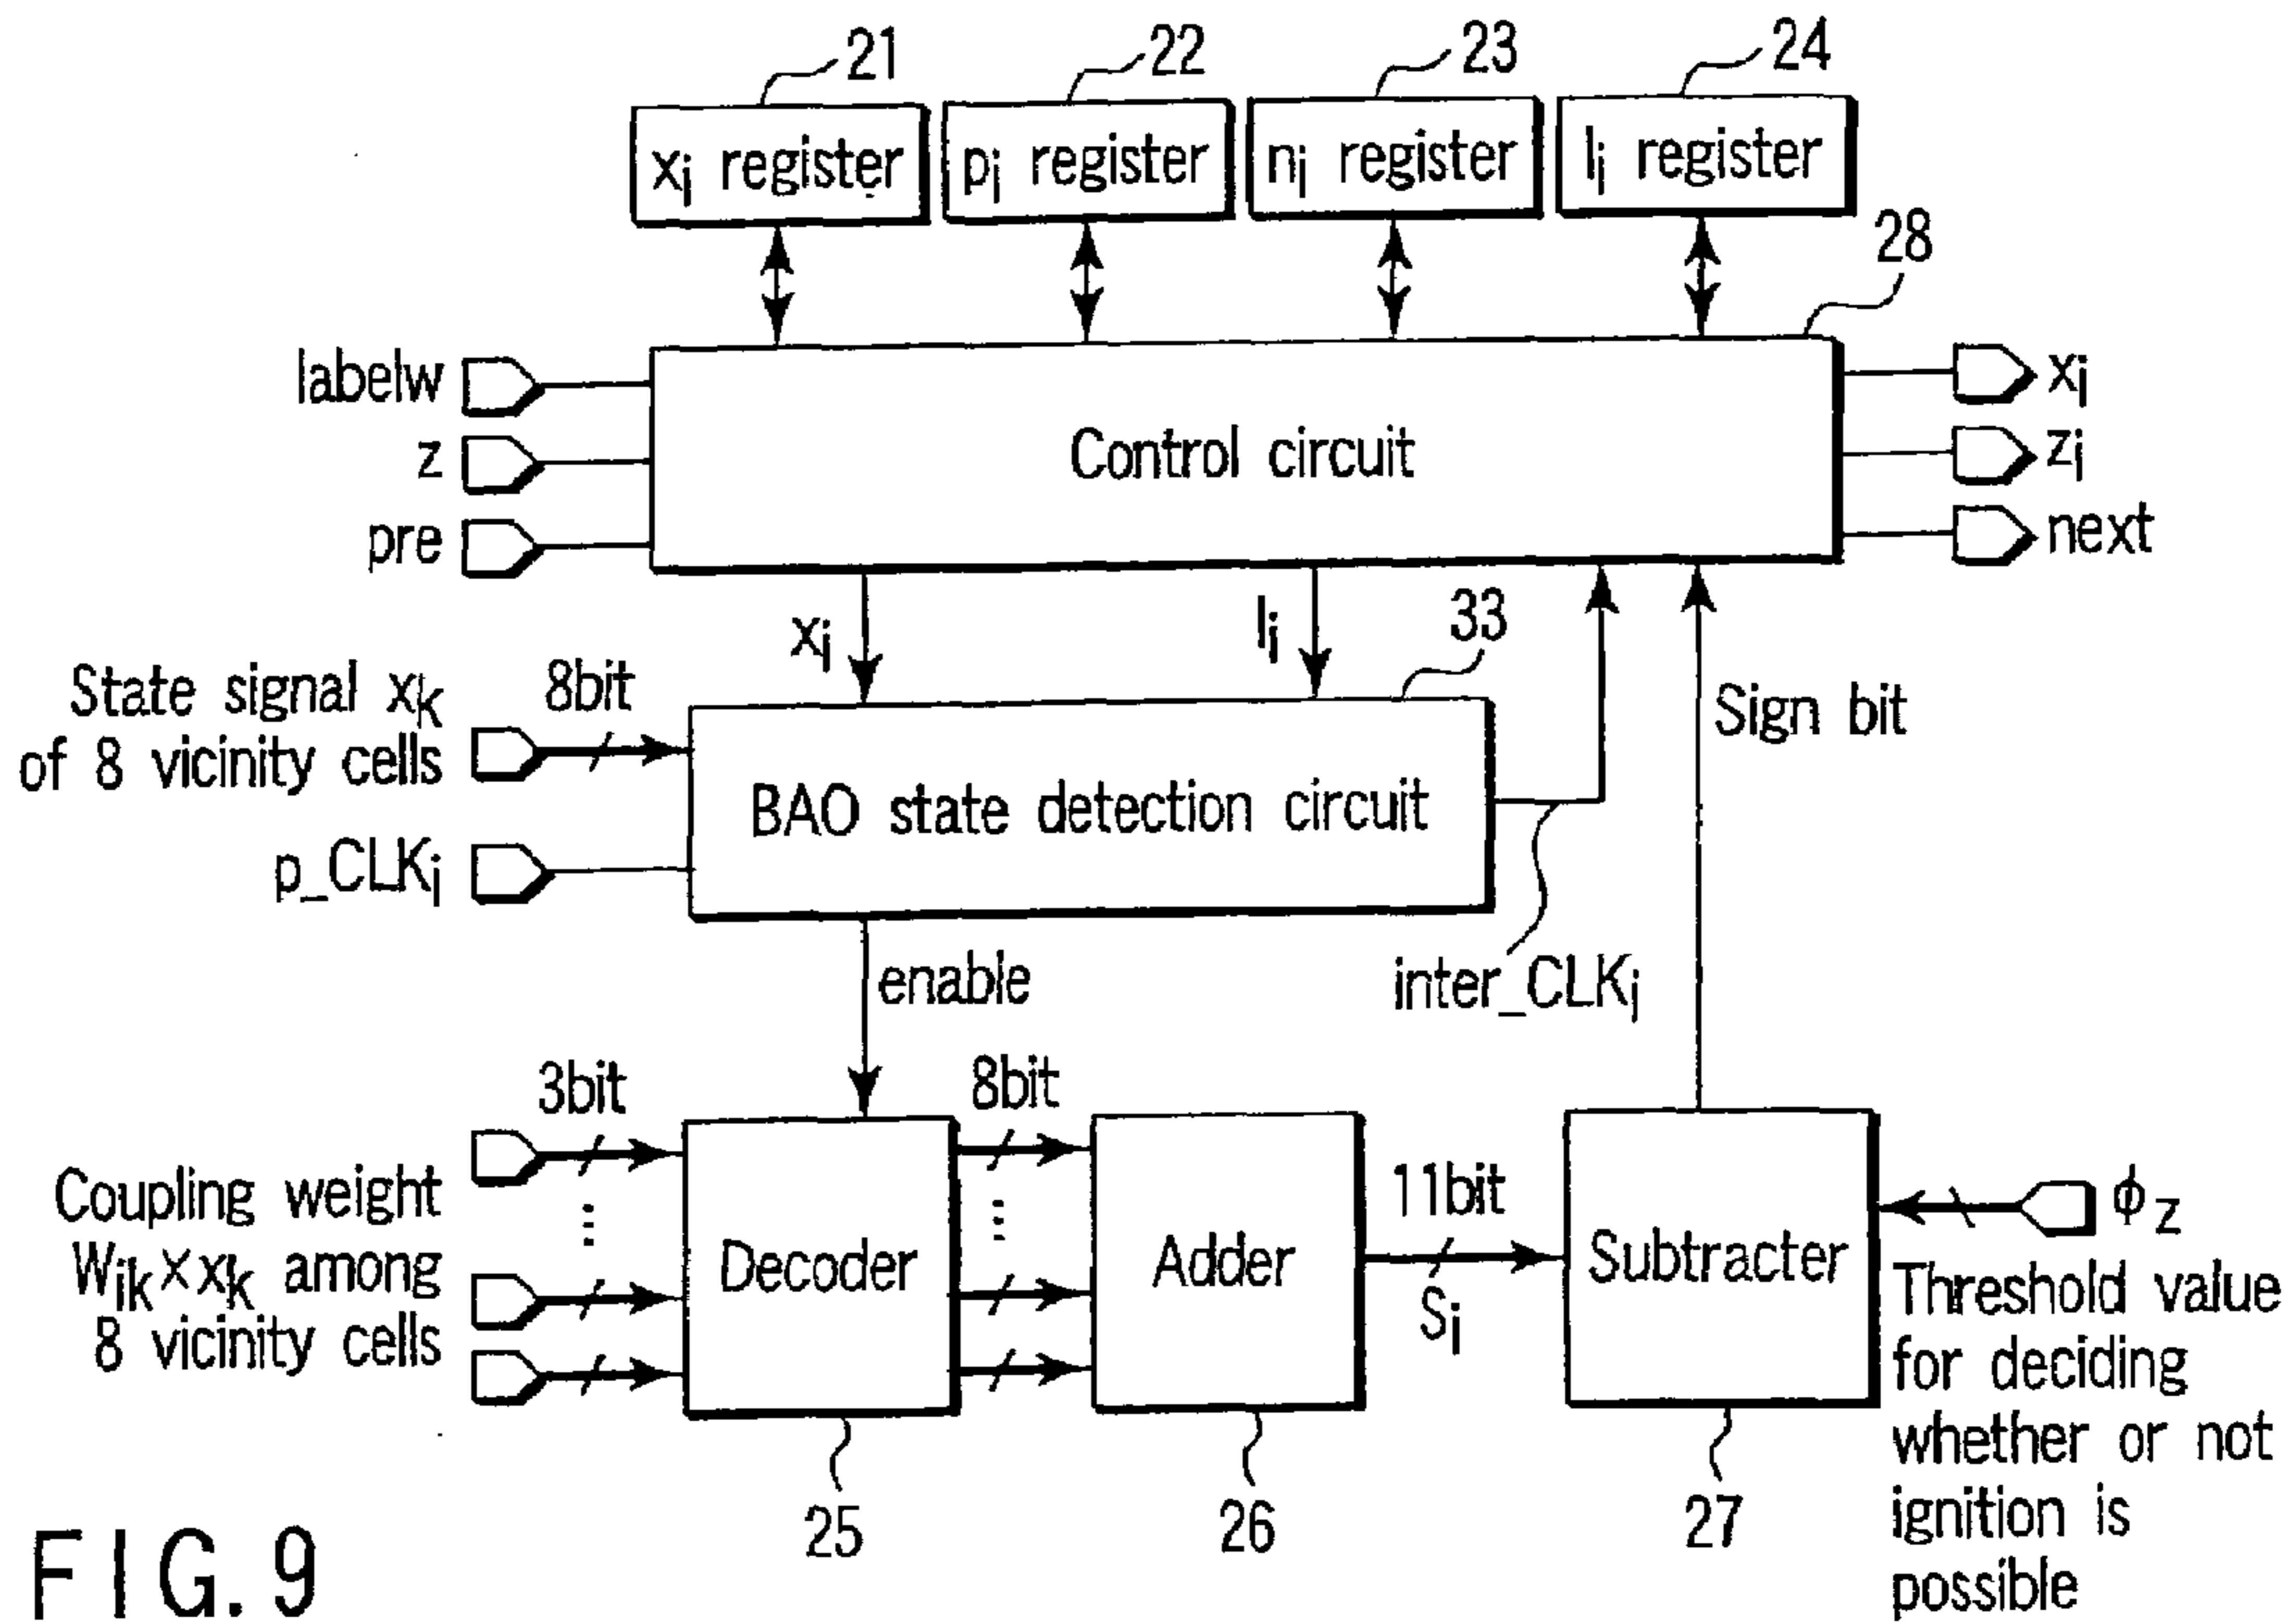 21
22
23
24
xi register
pi register
ni register
li register
28
labelw
z
pre
Control circuit
xi
zi
next
xi
li
33
State signal xk
of 8 vicinity cells
8bit
p_CLKi
BAO state detection circuit
Sign bit
enable
inter_CLKi
3bit
8bit
Coupling weight
Wik×xk among
8 vicinity cells
Decoder
Adder
11bit
Si
Subtracter
ϕz
Threshold value
for deciding
whether or not
ignition is
possible
25
26
27
FIG. 9